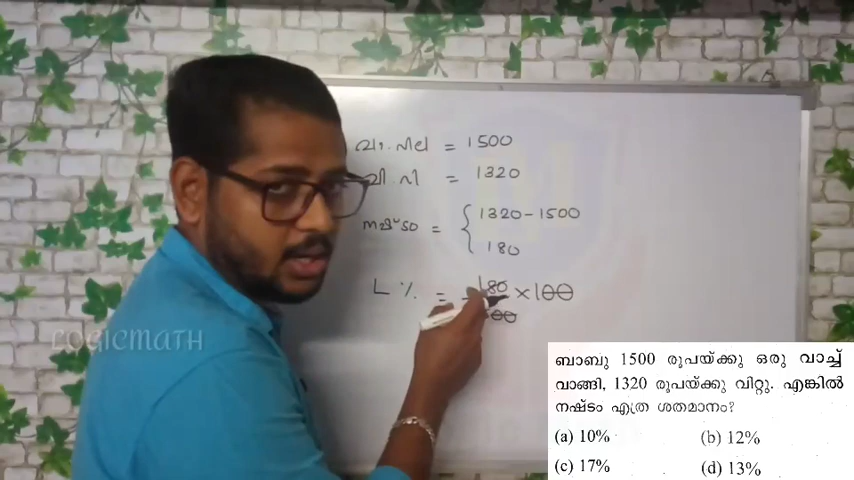 വാ.വില = 1500
വി.വി = 1320
നഷ്ടം = { 1320-1500
180
L % = 180 × 100
00
LOGICMATH
ബാബു 1500 രൂപയ്ക്കു ഒരു വാച്ച്
വാങ്ങി, 1320 രൂപയ്ക്കു വിറ്റു. എങ്കിൽ
നഷ്ടം എത്ര ശതമാനം?
(a) 10% (b) 12%
(c) 17% (d) 13%